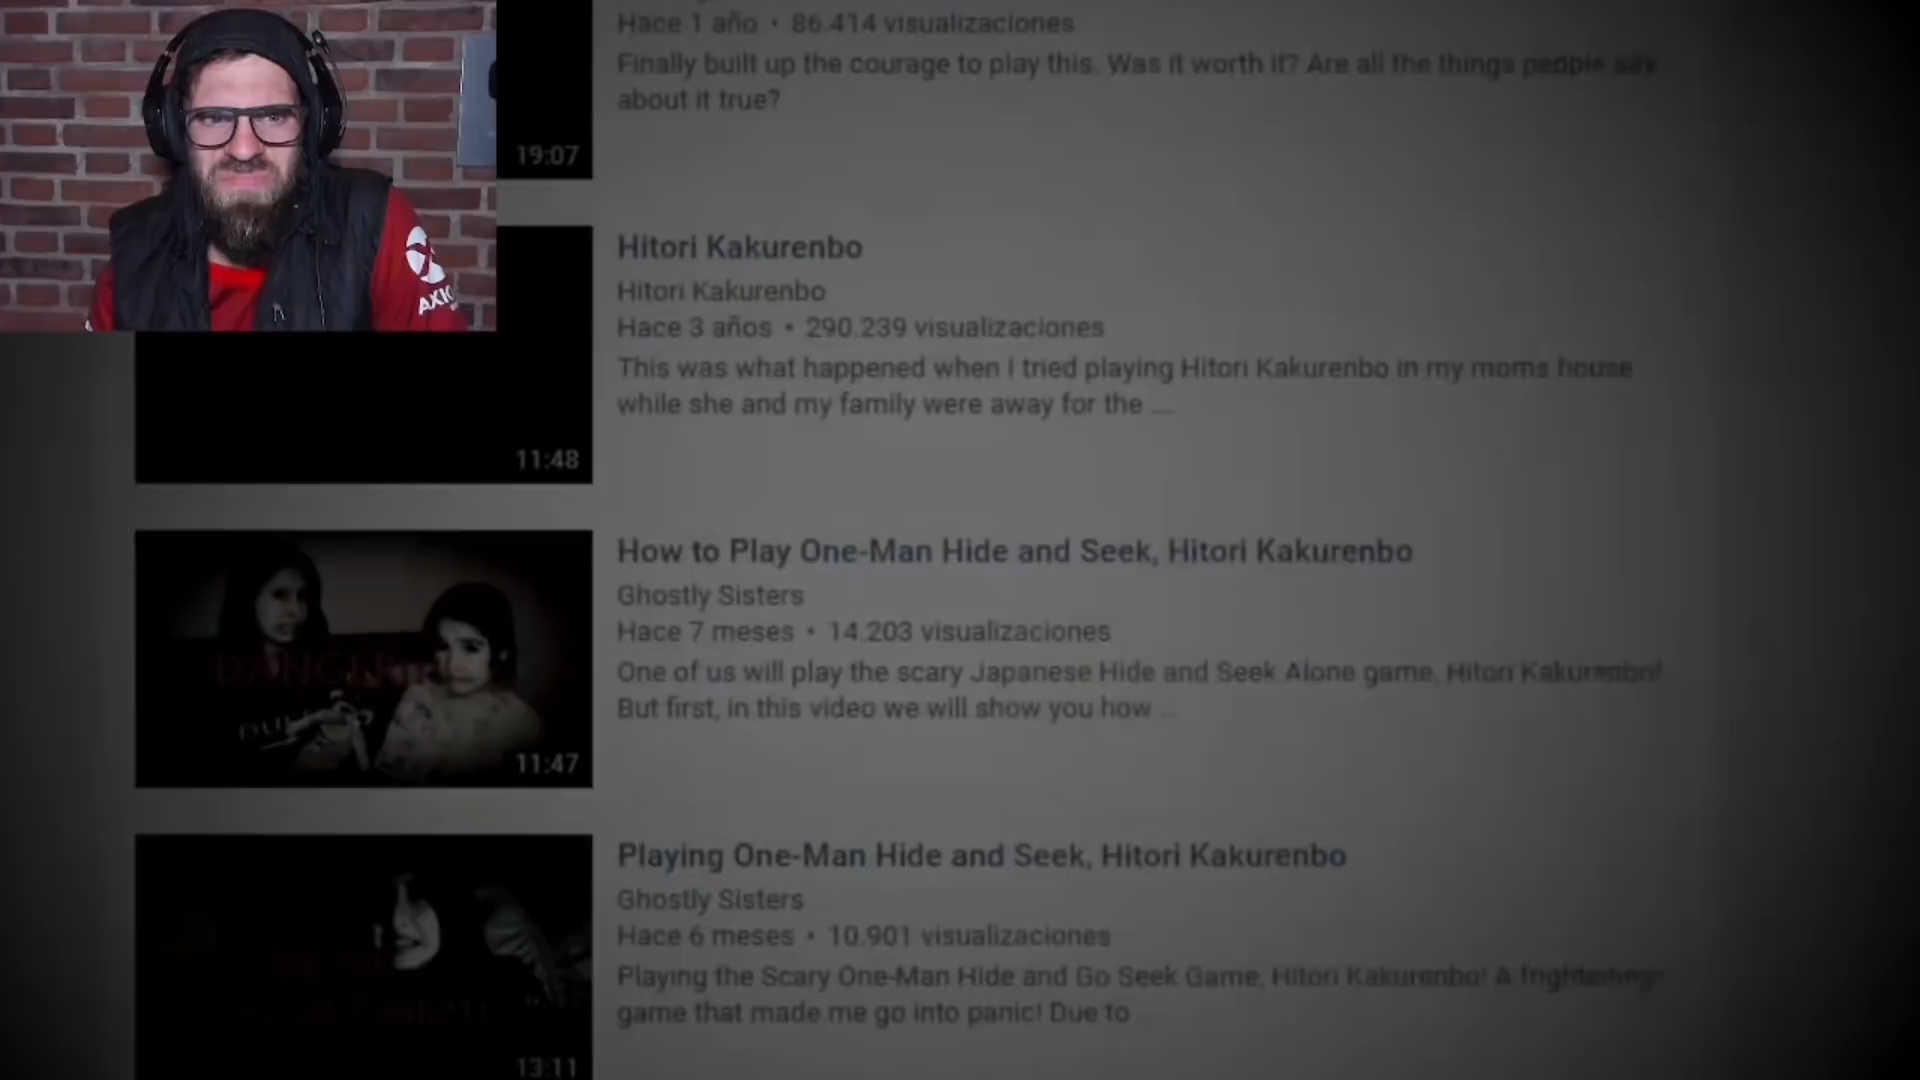 Hace 1 año • 86.414 visualizaciones
Finally built up the courage to play this. Was it worth it? Are all the things people say
about it true?
19:07
Hitori Kakurenbo
Hitori Kakurenbo
Hace 3 años • 290.239 visualizaciones
This was what happened when I tried playing Hitori Kakurenbo in my moms house
while she and my family were away for the ...
11:48
How to Play One-Man Hide and Seek, Hitori Kakurenbo
Ghostly Sisters
Hace 7 meses • 14.203 visualizaciones
One of us will play the scary Japanese Hide and Seek Alone game, Hitori Kakurenbo!
But first, in this video we will show you how ...
11:47
Playing One-Man Hide and Seek, Hitori Kakurenbo
Ghostly Sisters
Hace 6 meses • 10.901 visualizaciones
Playing the Scary One-Man Hide and Go Seek Game, Hitori Kakurenbo! A frightening
game that made me go into panic! Due to
13:11